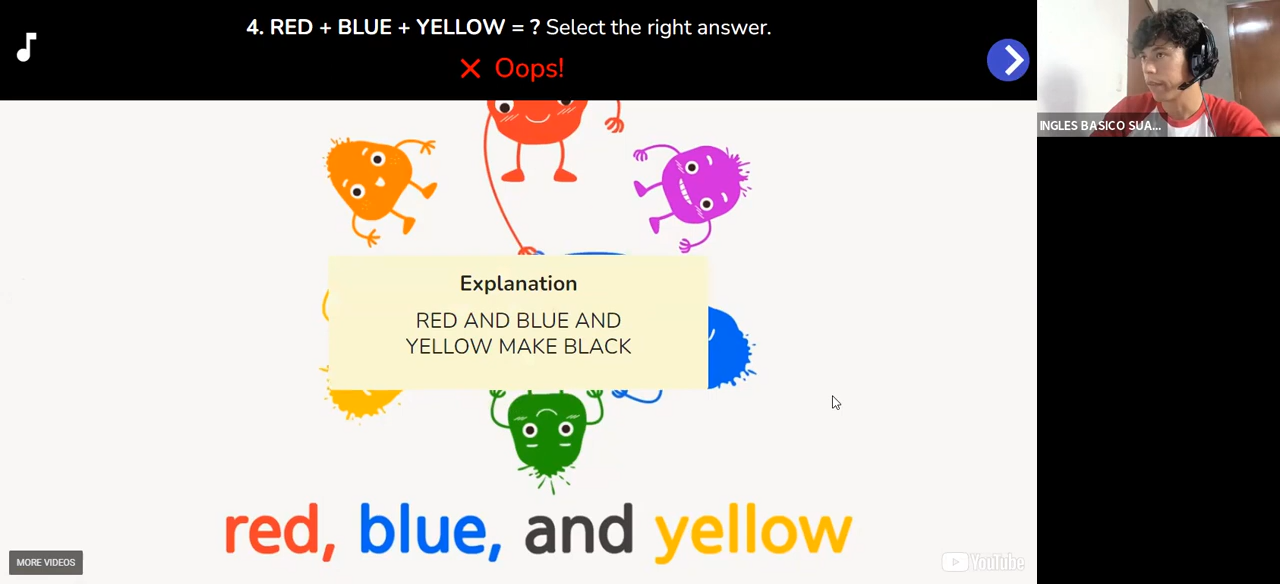 4. RED + BLUE + YELLOW = ? Select the right answer.
Oops!
INGLES BASICO SUA...
Explanation
RED AND BLUE AND
YELLOW MAKE BLACK
red, blue, and yellow
MORE VIDEOS
YouTube